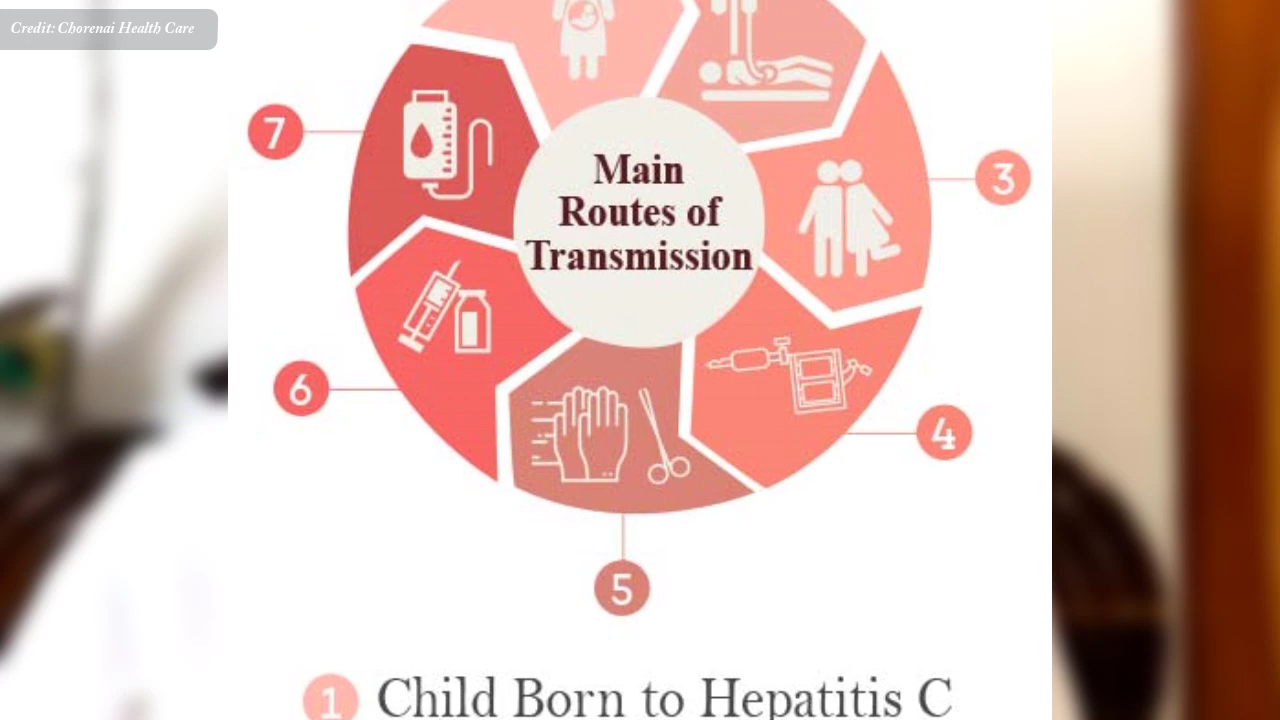 Credit: Chorenai Health Care
7
Main
Routes of
Transmission
3
6
4
5
1 Child Born to Hepatitis C